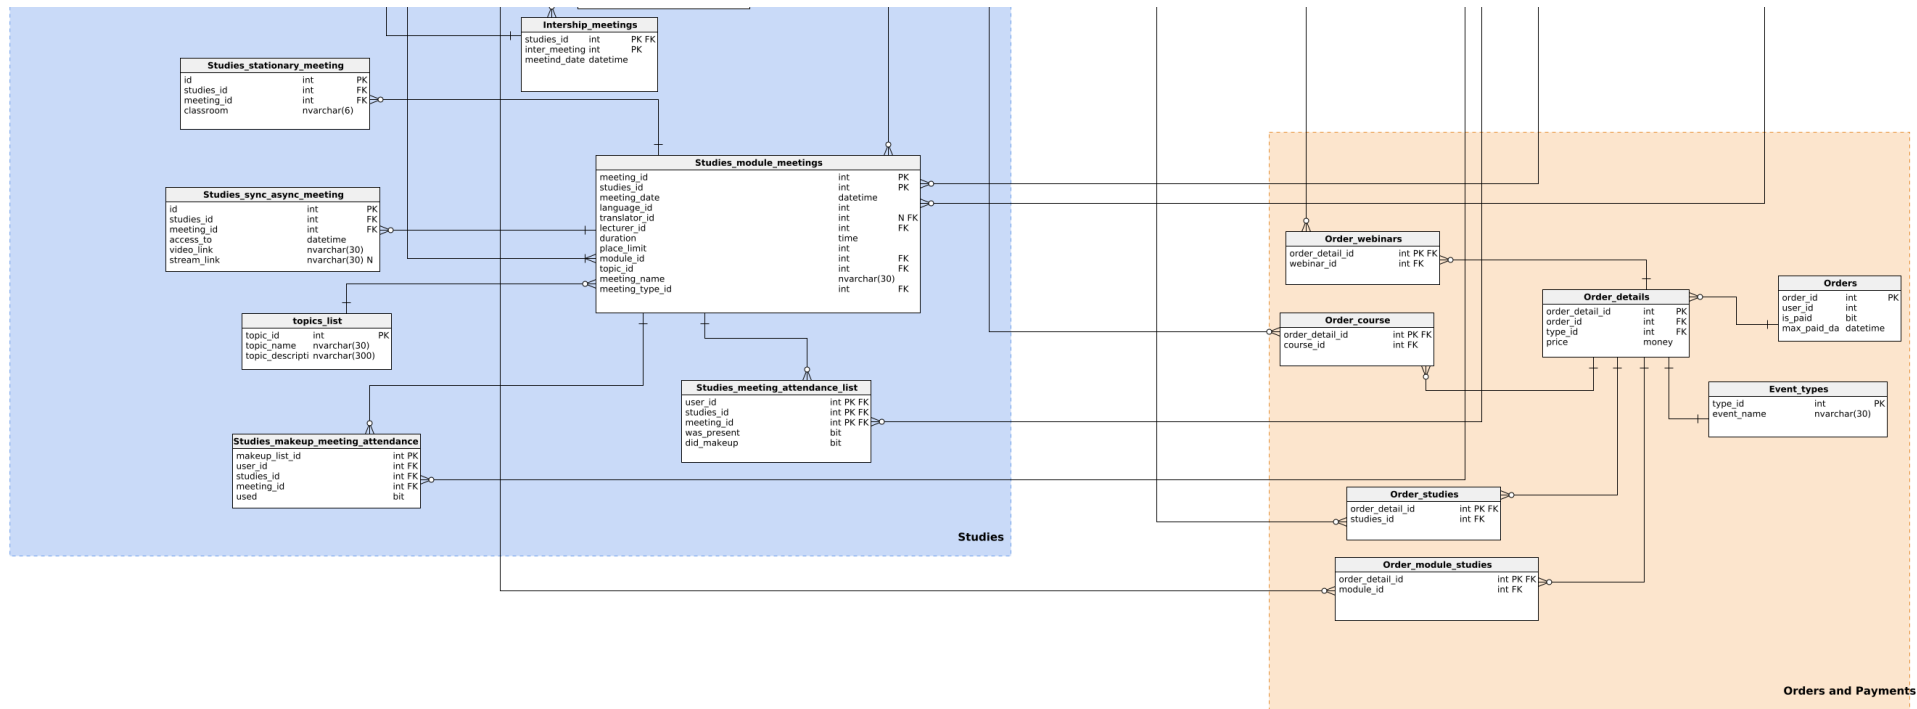 Intership_meetings
studies_id int PK FK
inter_meeting int PK
meetind_date datetime
Studies_stationary_meeting
id int PK
studies_id int FK
meeting_id int FK
classroom nvarchar(6)
Studies_module_meetings
meeting_id int PK
studies_id int PK
meeting_date datetime
language_id int
translator_id int N FK
lecturer_id int FK
duration time
place_limit int
module_id int FK
topic_id int FK
meeting_name nvarchar(30)
meeting_type_id int FK
Studies_sync_async_meeting
id int PK
studies_id int FK
meeting_id int FK
access_to datetime
video_link nvarchar(30)
stream_link nvarchar(30) N
topics_list
topic_id int PK
topic_name nvarchar(30)
topic_descripti nvarchar(300)
Studies_meeting_attendance_list
user_id int PK FK
studies_id int PK FK
meeting_id int PK FK
was_present bit
did_makeup bit
Studies_makeup_meeting_attendance
makeup_list_id int PK
user_id int FK
studies_id int FK
meeting_id int FK
used bit
Studies
Order_webinars
order_detail_id int PK FK
webinar_id int FK
Order_course
order_detail_id int PK FK
course_id int FK
Order_details
order_detail_id int PK
order_id int FK
type_id int FK
price money
Orders
order_id int PK
user_id int
is_paid bit
max_paid_da datetime
Event_types
type_id int PK
event_name nvarchar(30)
Order_studies
order_detail_id int PK FK
studies_id int FK
Order_module_studies
order_detail_id int PK FK
module_id int FK
Orders and Payments